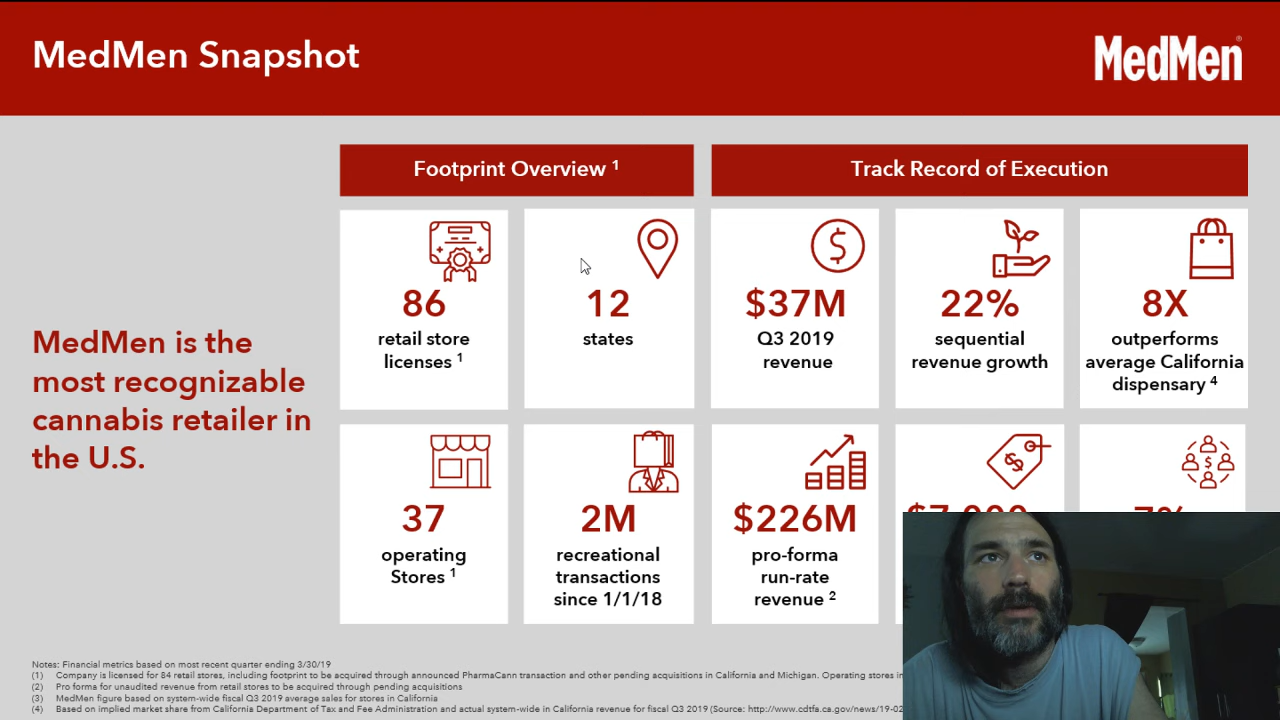 MedMen Snapshot
MedMen®
Footprint Overview ¹
Track Record of Execution
MedMen is the
most recognizable
cannabis retailer in
the U.S.
86
retail store
licenses ¹
12
states
$37M
Q3 2019
revenue
22%
sequential
revenue growth
8X
outperforms
average California
dispensary ⁴
37
operating
Stores ¹
2M
recreational
transactions
since 1/1/18
$226M
pro-forma
run-rate
revenue ²
Notes: Financial metrics based on most recent quarter ending 3/30/19
(1) Company is licensed for 84 retail stores, including footprint to be acquired through announced PharmaCann transaction and other pending acquisitions in California and Michigan. Operating stores in
(2) Pro forma for unaudited revenue from retail stores to be acquired through pending acquisitions
(3) MedMen figure based on system-wide fiscal Q3 2019 average sales for stores in California
(4) Based on implied market share from California Department of Tax and Fee Administration and actual system-wide in California revenue for fiscal Q3 2019 (Source: http://www.cdtfa.ca.gov/news/19-02